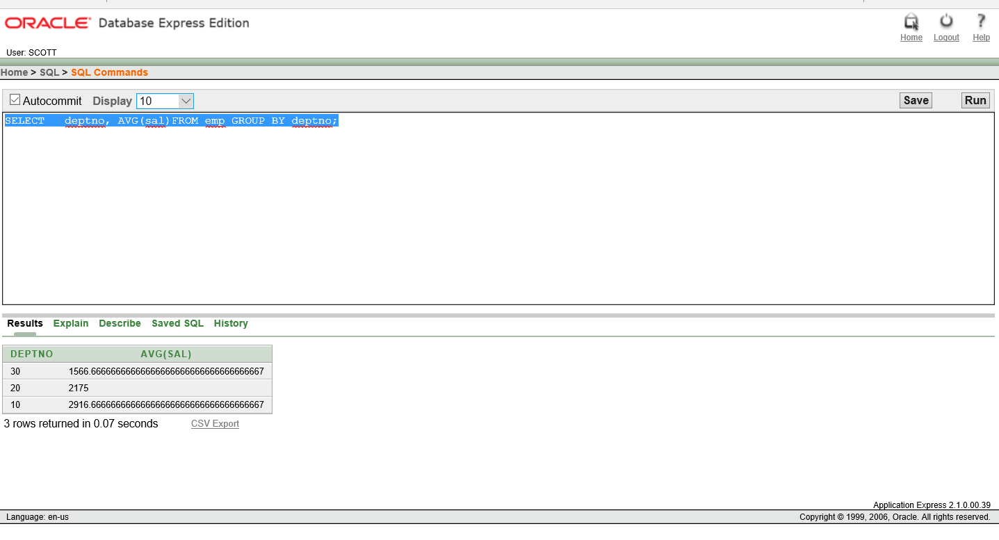 ORACLE Database Express Edition
Home Logout Help
User: SCOTT
Home > SQL > SQL Commands
Autocommit Display 10 Save Run
SELECT   deptno, AVG(sal)FROM emp GROUP BY deptno;
Results Explain Describe Saved SQL History
DEPTNO AVG(SAL)
30 1566.66666666666666666666666666666666667
20 2175
10 2916.66666666666666666666666666666666667
3 rows returned in 0.07 seconds CSV Export
Application Express 2.1.0.00.39
Language: en-us Copyright © 1999, 2006, Oracle. All rights reserved.